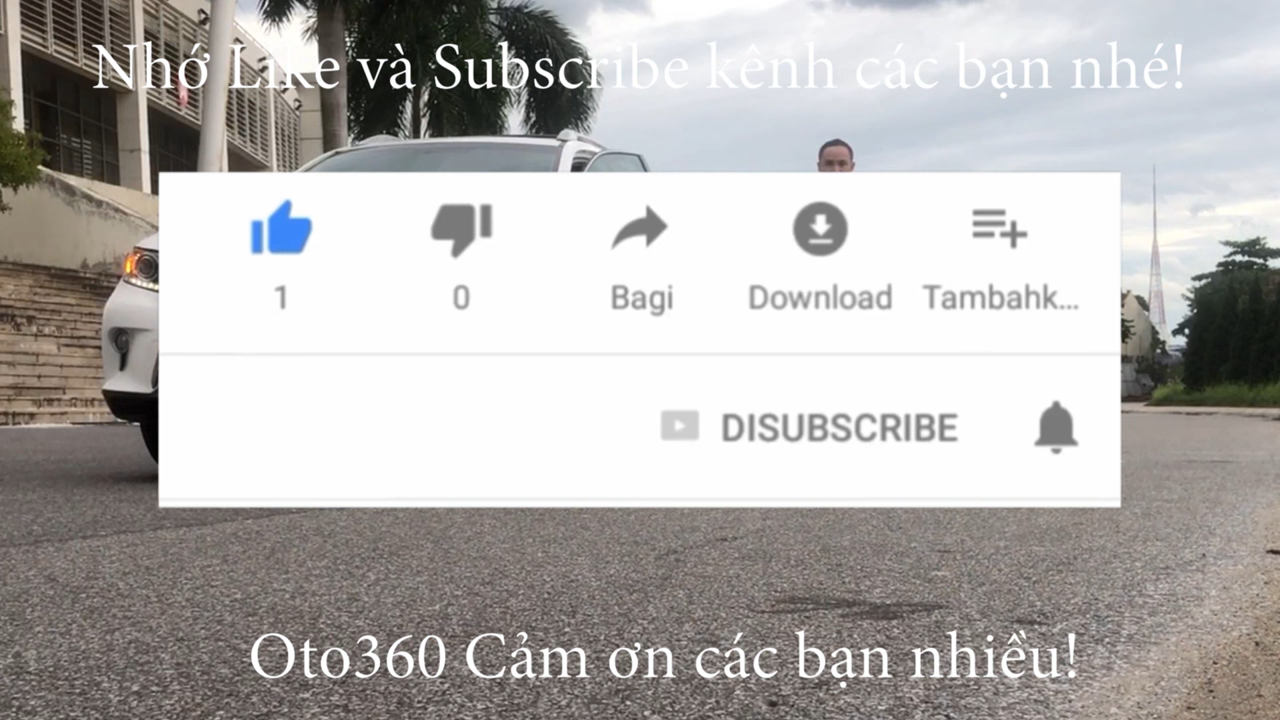 Nhớ Like và Subscribe kênh các bạn nhé!
1 0 Bagi Download Tambahk...
DISUBSCRIBE
Oto360 Cảm ơn các bạn nhiều!